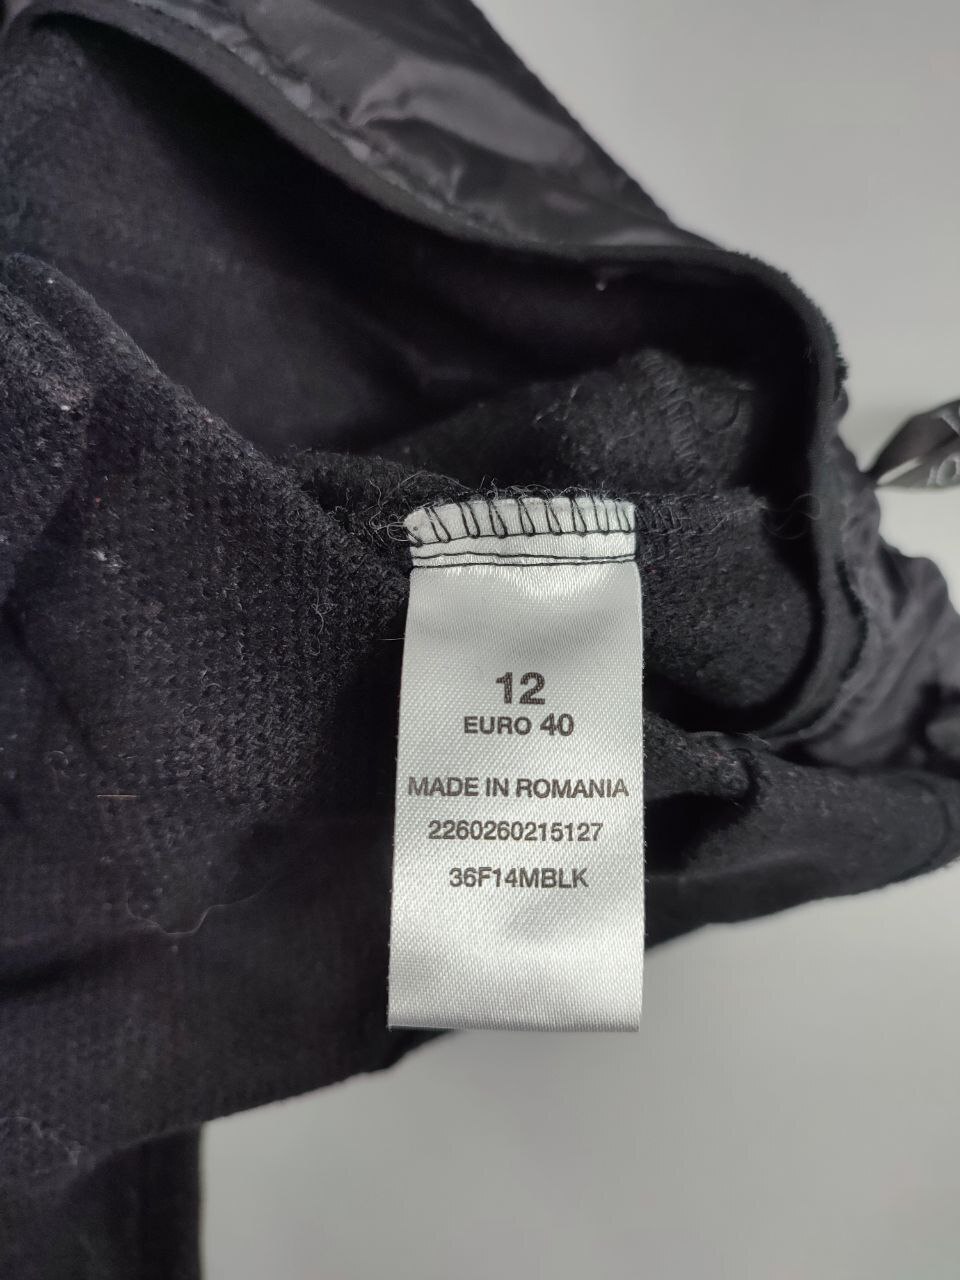 12
EURO 40
MADE IN ROMANIA
2260260215127
36F14MBLK